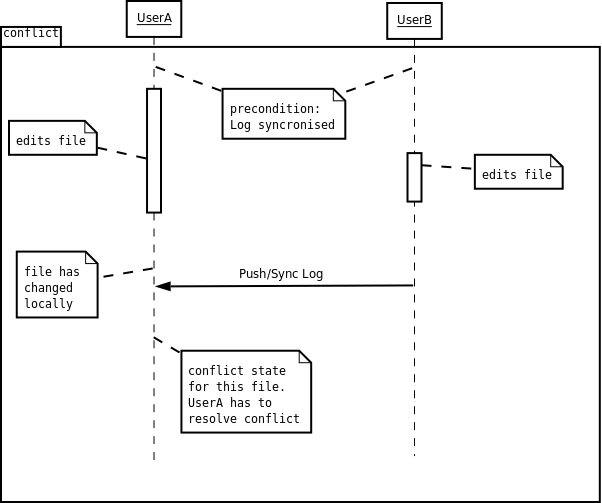 UserA
UserB
conflict
precondition:
Log syncronised
edits file
edits file
file has
changed
locally
Push/Sync Log
conflict state
for this file.
UserA has to
resolve conflict